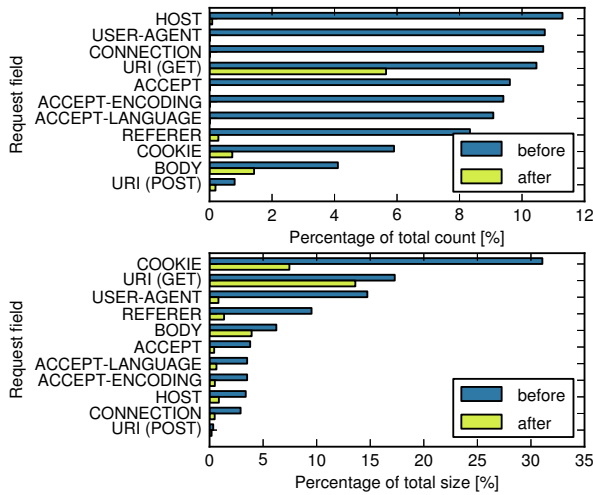 Request field
HOST
USER-AGENT
CONNECTION
URI (GET)
ACCEPT
ACCEPT-ENCODING
ACCEPT-LANGUAGE
REFERER
COOKIE
BODY
URI (POST)
before
after
0 2 4 6 8 10 12
Percentage of total count [%]
Request field
COOKIE
URI (GET)
USER-AGENT
REFERER
BODY
ACCEPT
ACCEPT-LANGUAGE
ACCEPT-ENCODING
HOST
CONNECTION
URI (POST)
before
after
0 5 10 15 20 25 30 35
Percentage of total size [%]